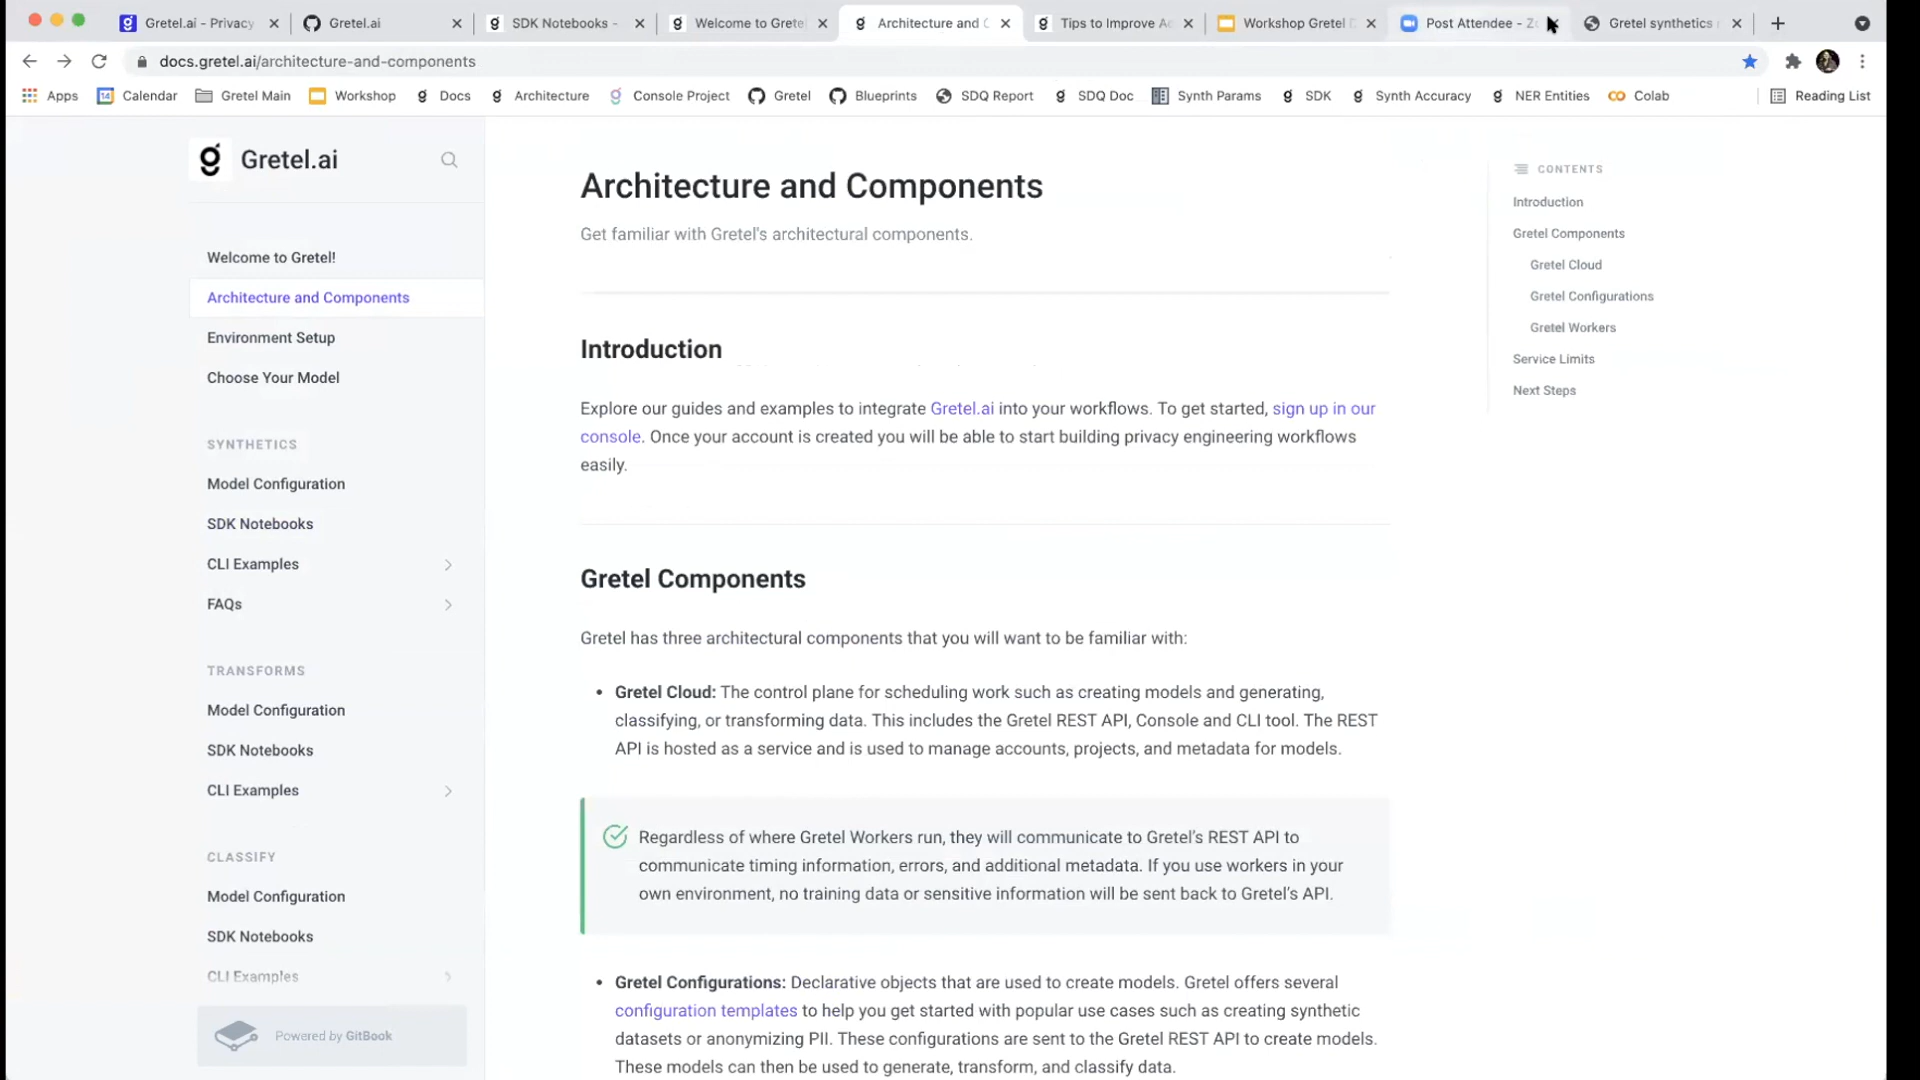 Gretel.ai - Privacy
Gretel.ai
SDK Notebooks -
Welcome to Grete
Architecture and C
Tips to Improve Ac
Workshop Gretel D
Post Attendee - Zo
Gretel synthetics
docs.gretel.ai/architecture-and-components
Apps
Calendar
Gretel Main
Workshop
Docs
Architecture
Console Project
Gretel
Blueprints
SDQ Report
SDQ Doc
Synth Params
SDK
Synth Accuracy
NER Entities
Colab
Reading List
Gretel.ai
Welcome to Gretel!
Architecture and Components
Environment Setup
Choose Your Model
SYNTHETICS
Model Configuration
SDK Notebooks
CLI Examples
FAQs
TRANSFORMS
Model Configuration
SDK Notebooks
CLI Examples
CLASSIFY
Model Configuration
SDK Notebooks
CLI Examples
Powered by GitBook
Architecture and Components
Get familiar with Gretel's architectural components.
Introduction
Explore our guides and examples to integrate Gretel.ai into your workflows. To get started, sign up in our
console. Once your account is created you will be able to start building privacy engineering workflows
easily.
Gretel Components
Gretel has three architectural components that you will want to be familiar with:
• Gretel Cloud: The control plane for scheduling work such as creating models and generating,
classifying, or transforming data. This includes the Gretel REST API, Console and CLI tool. The REST
API is hosted as a service and is used to manage accounts, projects, and metadata for models.
Regardless of where Gretel Workers run, they will communicate to Gretel's REST API to
communicate timing information, errors, and additional metadata. If you use workers in your
own environment, no training data or sensitive information will be sent back to Gretel's API.
• Gretel Configurations: Declarative objects that are used to create models. Gretel offers several
configuration templates to help you get started with popular use cases such as creating synthetic
datasets or anonymizing PII. These configurations are sent to the Gretel REST API to create models.
These models can then be used to generate, transform, and classify data.
CONTENTS
Introduction
Gretel Components
Gretel Cloud
Gretel Configurations
Gretel Workers
Service Limits
Next Steps